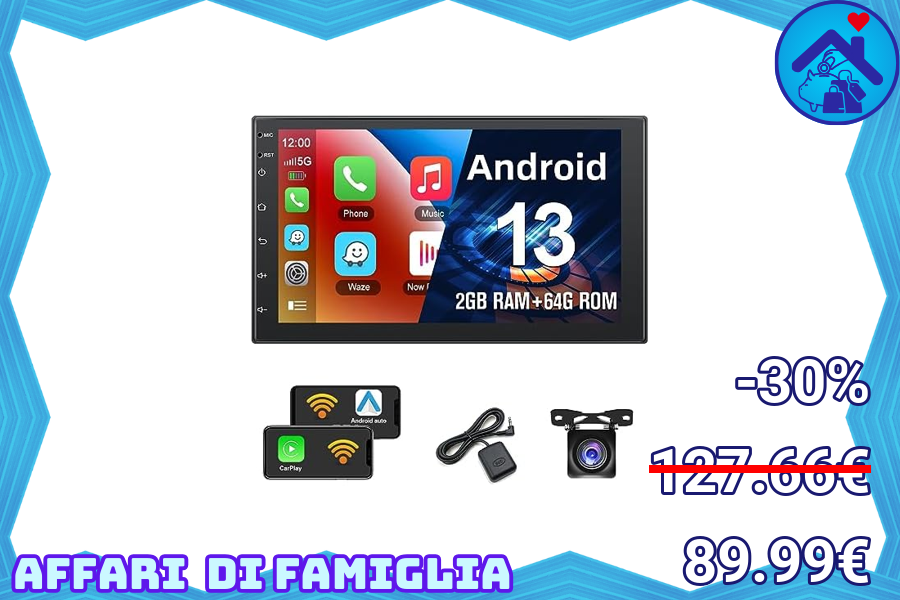 MIC
RST
12:00
5G
Phone
Music
Waze
Now
Android
13
2GB RAM+64G ROM
Android auto
CarPlay
-30%
127.66€
89.99€
AFFARI DI FAMIGLIA